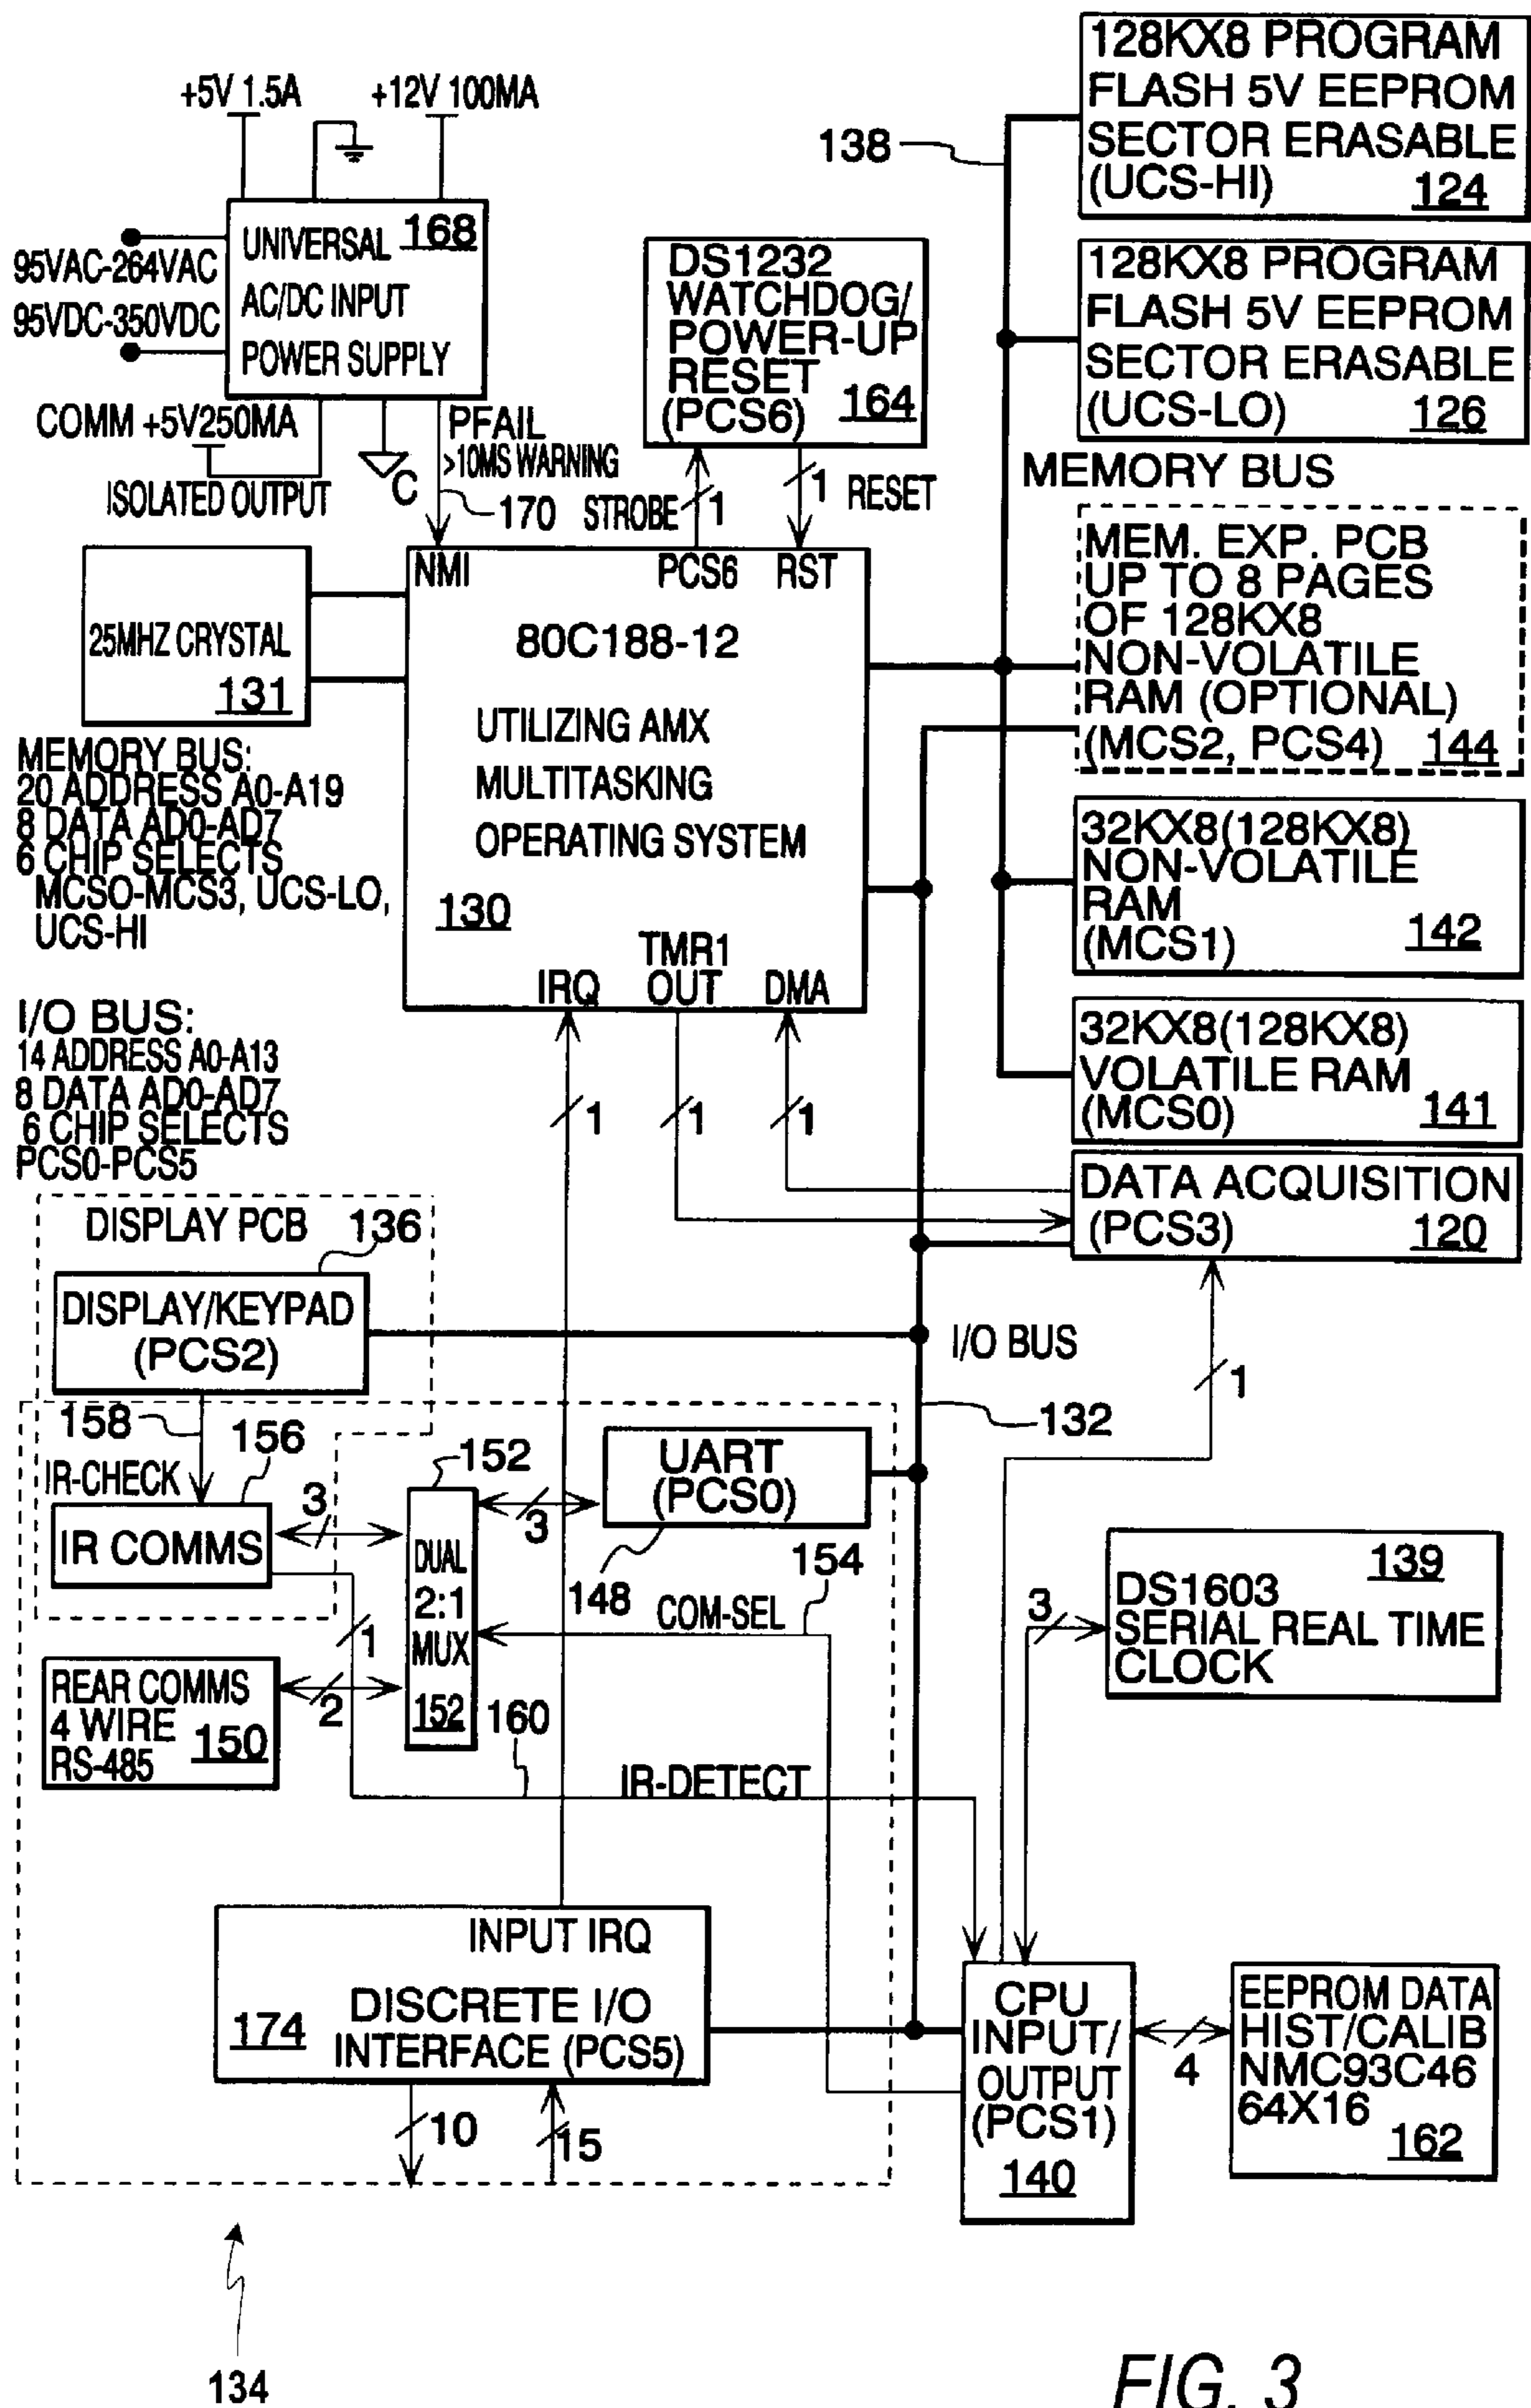 +5V 1.5A
+12V 100MA
UNIVERSAL 168
AC/DC INPUT
POWER SUPPLY
95VAC-264VAC
95VDC-350VDC
COMM +5V250MA
ISOLATED OUTPUT
C
PFAIL
>10MS WARNING
170
DS1232
WATCHDOG/
POWER-UP
RESET
(PCS6) 164
STROBE 1
1 RESET
138
128KX8 PROGRAM
FLASH 5V EEPROM
SECTOR ERASABLE
(UCS-HI) 124
128KX8 PROGRAM
FLASH 5V EEPROM
SECTOR ERASABLE
(UCS-LO) 126
MEMORY BUS
MEM. EXP. PCB
UP TO 8 PAGES
OF 128KX8
NON-VOLATILE
RAM (OPTIONAL)
(MCS2, PCS4) 144
32KX8(128KX8)
NON-VOLATILE
RAM
(MCS1) 142
32KX8(128KX8)
VOLATILE RAM
(MCS0) 141
DATA ACQUISITION
(PCS3) 120
25MHZ CRYSTAL
131
NMI PCS6 RST
80C188-12
UTILIZING AMX
MULTITASKING
OPERATING SYSTEM
130
IRQ
TMR1
OUT
DMA
1
1
1
MEMORY BUS:
20 ADDRESS A0-A19
8 DATA AD0-AD7
6 CHIP SELECTS
MCSO-MCS3, UCS-LO,
UCS-HI
I/O BUS:
14 ADDRESS A0-A13
8 DATA AD0-AD7
6 CHIP SELECTS
PCS0-PCS5
DISPLAY PCB 136
DISPLAY/KEYPAD
(PCS2)
I/O BUS
1
132
158
156
IR-CHECK
IR COMMS
3
152
DUAL
2:1
MUX
152
3
UART
(PCS0)
148
154
COM-SEL
1
REAR COMMS
4 WIRE
RS-485 150
2
160
IR-DETECT
139
DS1603
SERIAL REAL TIME
CLOCK
3
INPUT IRQ
DISCRETE I/O
174
INTERFACE (PCS5)
10
15
CPU
INPUT/
OUTPUT
(PCS1)
140
4
EEPROM DATA
HIST/CALIB
NMC93C46
64X16
162
134
FIG. 3